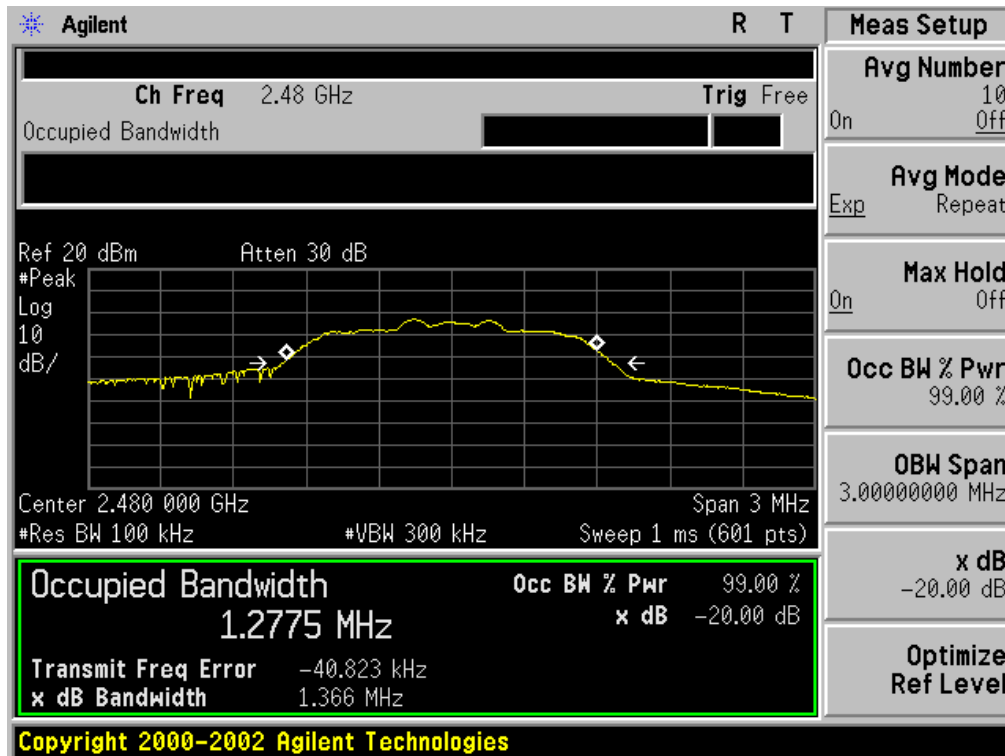 Agilent R T Meas Setup
Ch Freq 2.48 GHz Trig Free
Occupied Bandwidth
Ref 20 dBm Atten 30 dB
#Peak
Log
10
dB/
Center 2.480 000 GHz Span 3 MHz
#Res BW 100 kHz #VBW 300 kHz Sweep 1 ms (601 pts)
Occupied Bandwidth
1.2775 MHz
Occ BW % Pwr 99.00 %
x dB -20.00 dB
Transmit Freq Error -40.823 kHz
x dB Bandwidth 1.366 MHz
Avg Number
10
On Off
Avg Mode
Exp Repeat
Max Hold
On Off
Occ BW % Pwr
99.00 %
OBW Span
3.00000000 MHz
x dB
-20.00 dB
Optimize
Ref Level
Copyright 2000-2002 Agilent Technologies